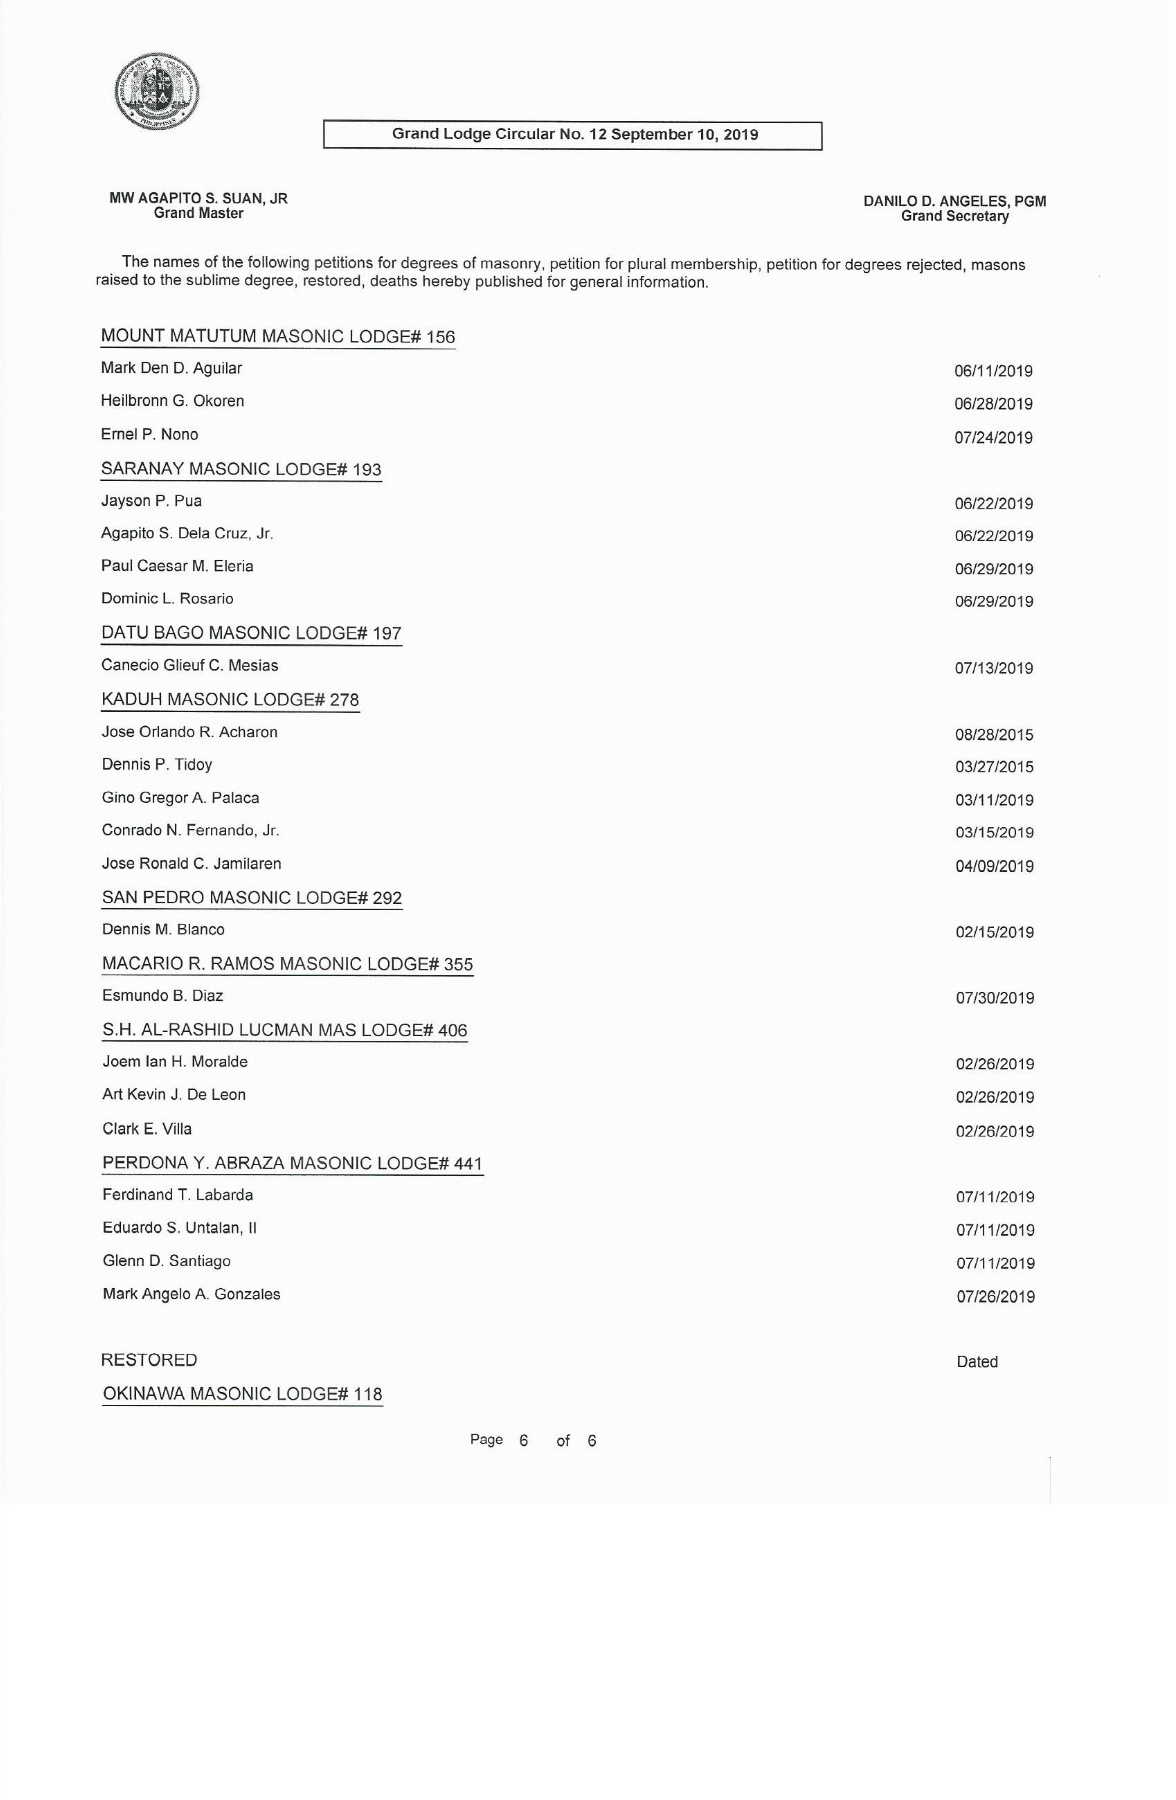 Grand Lodge Circular No. 12 September 10, 2019
MW AGAPITO S. SUAN, JR
Grand Master
DANILO D. ANGELES, PGM
Grand Secretary
The names of the following petitions for degrees of masonry, petition for plural membership, petition for degrees rejected, masons
raised to the sublime degree, restored, deaths hereby published for general information.
MOUNT MATUTUM MASONIC LODGE# 156
Mark Den D. Aguilar 06/11/2019
Heilbronn G. Okoren 06/28/2019
Ernel P. Nono 07/24/2019
SARANAY MASONIC LODGE# 193
Jayson P. Pua 06/22/2019
Agapito S. Dela Cruz, Jr. 06/22/2019
Paul Caesar M. Eleria 06/29/2019
Dominic L. Rosario 06/29/2019
DATU BAGO MASONIC LODGE# 197
Canecio Glieuf C. Mesias 07/13/2019
KADUH MASONIC LODGE# 278
Jose Orlando R. Acharon 08/28/2015
Dennis P. Tidoy 03/27/2015
Gino Gregor A. Palaca 03/11/2019
Conrado N. Fernando, Jr. 03/15/2019
Jose Ronald C. Jamilaren 04/09/2019
SAN PEDRO MASONIC LODGE# 292
Dennis M. Blanco 02/15/2019
MACARIO R. RAMOS MASONIC LODGE# 355
Esmundo B. Diaz 07/30/2019
S.H. AL-RASHID LUCMAN MAS LODGE# 406
Joem Ian H. Moralde 02/26/2019
Art Kevin J. De Leon 02/26/2019
Clark E. Villa 02/26/2019
PERDONA Y. ABRAZA MASONIC LODGE# 441
Ferdinand T. Labarda 07/11/2019
Eduardo S. Untalan, II 07/11/2019
Glenn D. Santiago 07/11/2019
Mark Angelo A. Gonzales 07/26/2019
RESTORED Dated
OKINAWA MASONIC LODGE# 118
Page 6 of 6